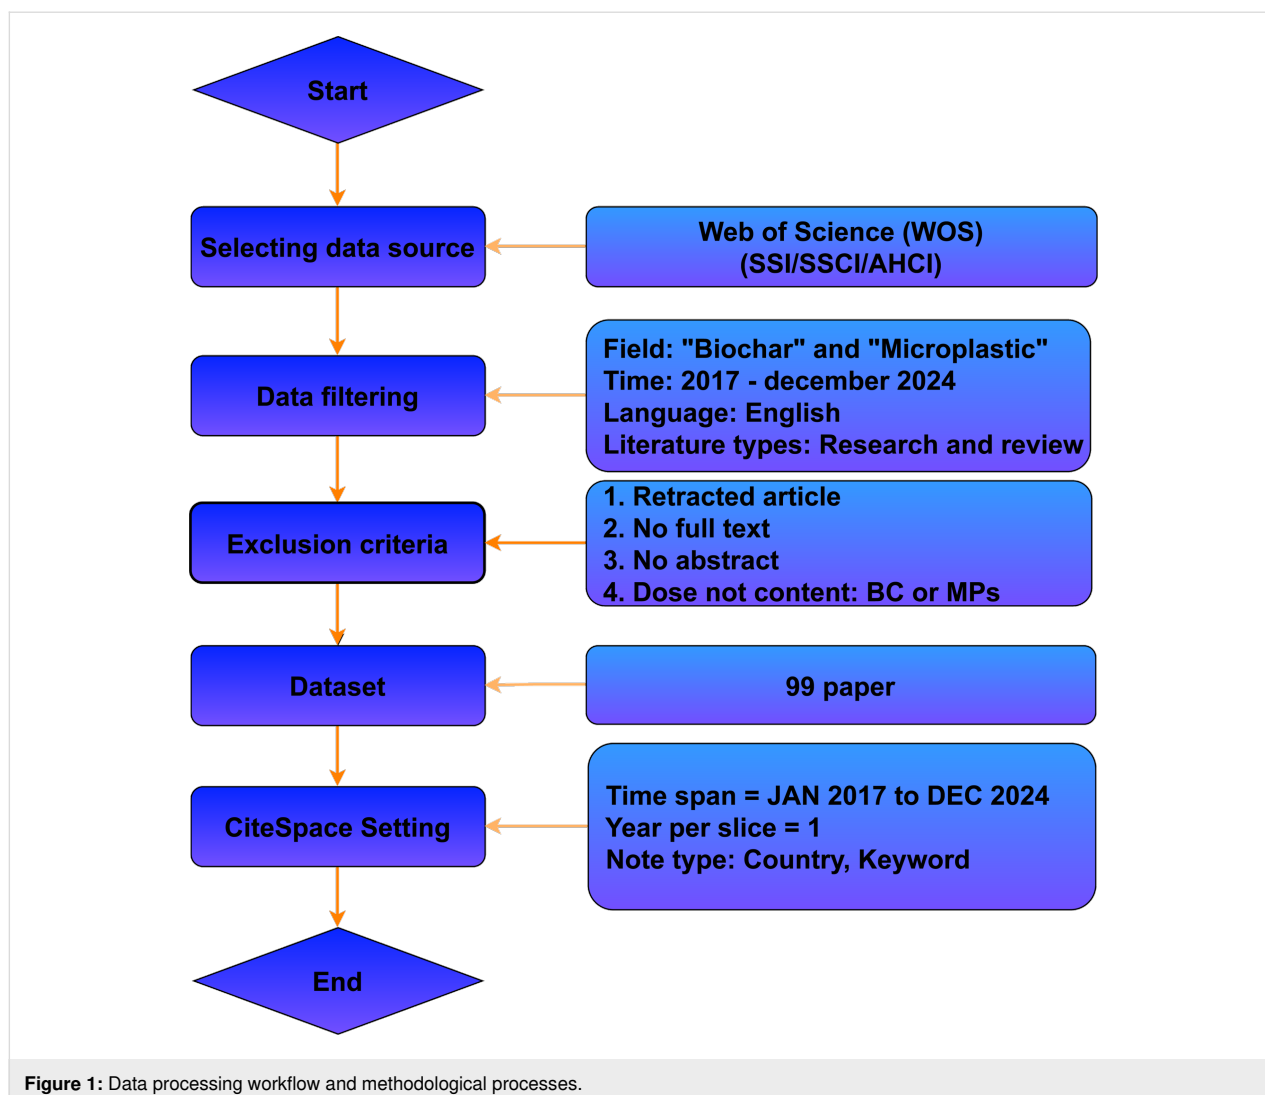 Start
Selecting data source
Web of Science (WOS)
(SSI/SSCI/AHCI)
Data filtering
Field: "Biochar" and "Microplastic"
Time: 2017 - december 2024
Language: English
Literature types: Research and review
Exclusion criteria
1. Retracted article
2. No full text
3. No abstract
4. Dose not content: BC or MPs
Dataset
99 paper
CiteSpace Setting
Time span = JAN 2017 to DEC 2024
Year per slice = 1
Note type: Country, Keyword
End
Figure 1: Data processing workflow and methodological processes.